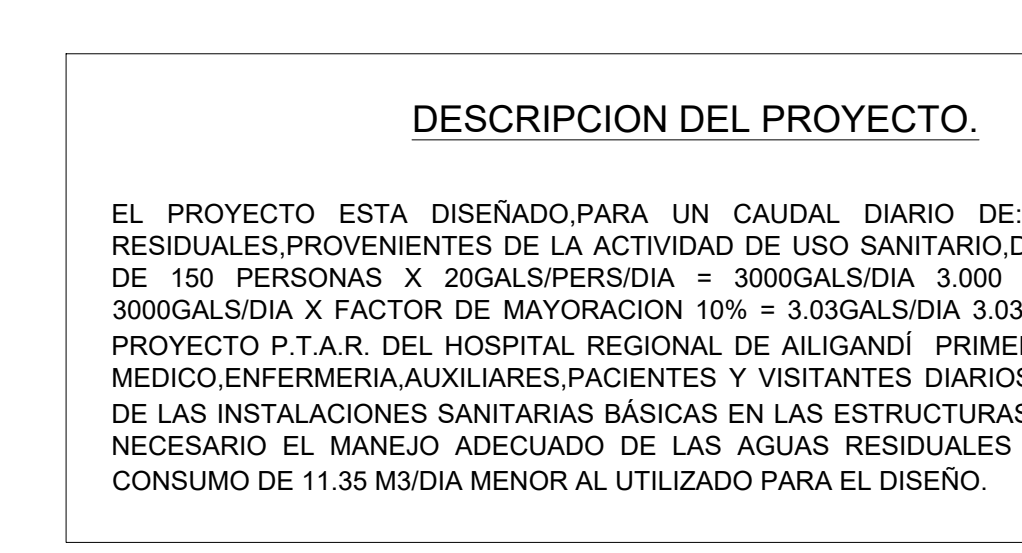 DESCRIPCION DEL PROYECTO.
EL PROYECTO ESTA DISEÑADO,PARA UN CAUDAL DIARIO DE:
RESIDUALES,PROVENIENTES DE LA ACTIVIDAD DE USO SANITARIO,D
DE 150 PERSONAS X 20GALS/PERS/DIA = 3000GALS/DIA 3.000
3000GALS/DIA X FACTOR DE MAYORACION 10% = 3.03GALS/DIA 3.03
PROYECTO P.T.A.R. DEL HOSPITAL REGIONAL DE AILIGANDÍ PRIME
MEDICO,ENFERMERIA,AUXILIARES,PACIENTES Y VISITANTES DIARIOS
DE LAS INSTALACIONES SANITARIAS BÁSICAS EN LAS ESTRUCTURAS
NECESARIO EL MANEJO ADECUADO DE LAS AGUAS RESIDUALES
CONSUMO DE 11.35 M3/DIA MENOR AL UTILIZADO PARA EL DISEÑO.